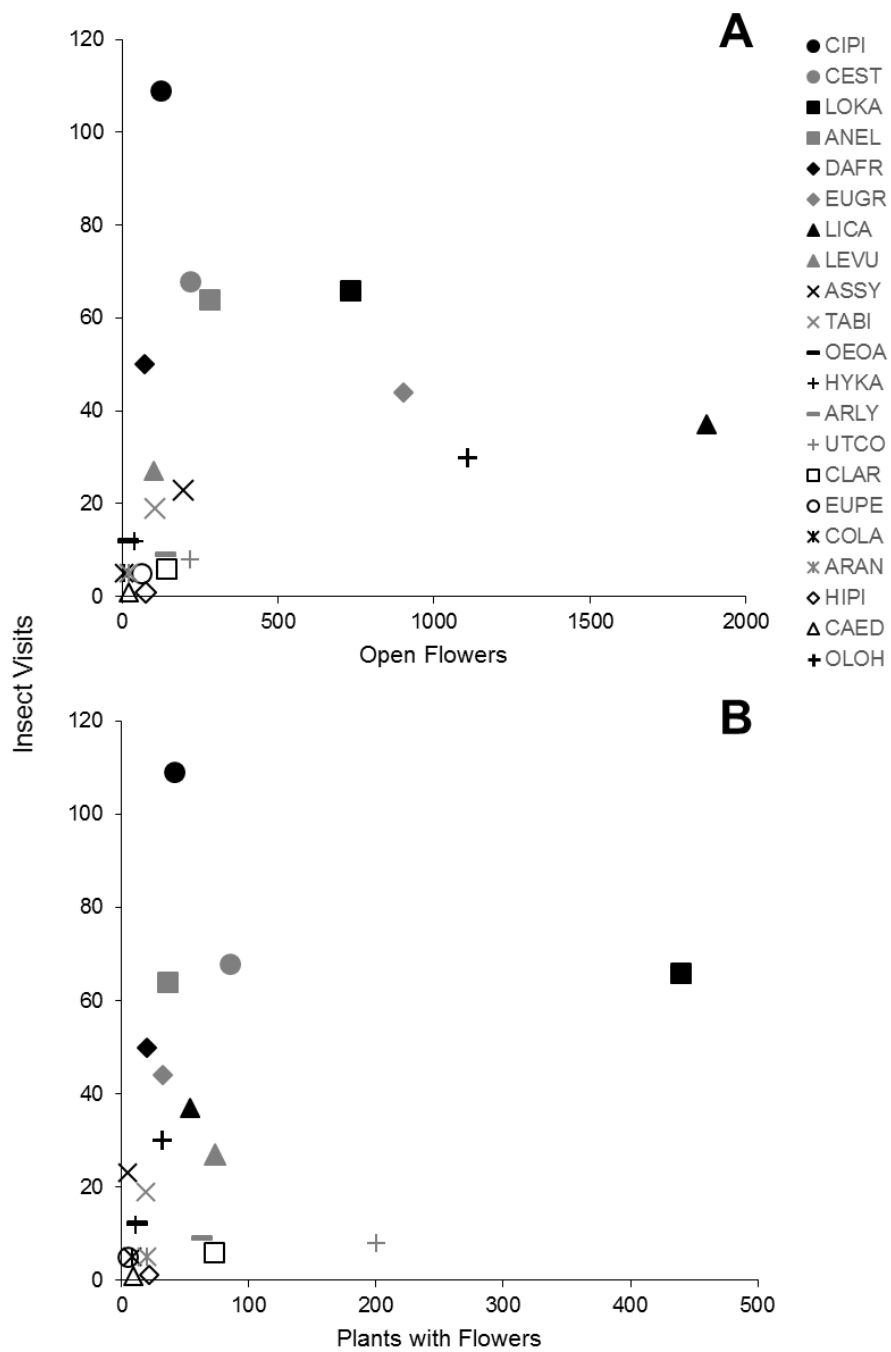 A
120
100
80
60
40
20
0
0 500 1000 1500 2000
Open Flowers
CIPI
CEST
LOKA
ANEL
DAFR
EUGR
LICA
LEVU
ASSY
TABI
OEOA
HYKA
ARLY
UTCO
CLAR
EUPE
COLA
ARAN
HIPI
CAED
OLOH
Insect Visits
B
120
100
80
60
40
20
0
0 100 200 300 400 500
Plants with Flowers